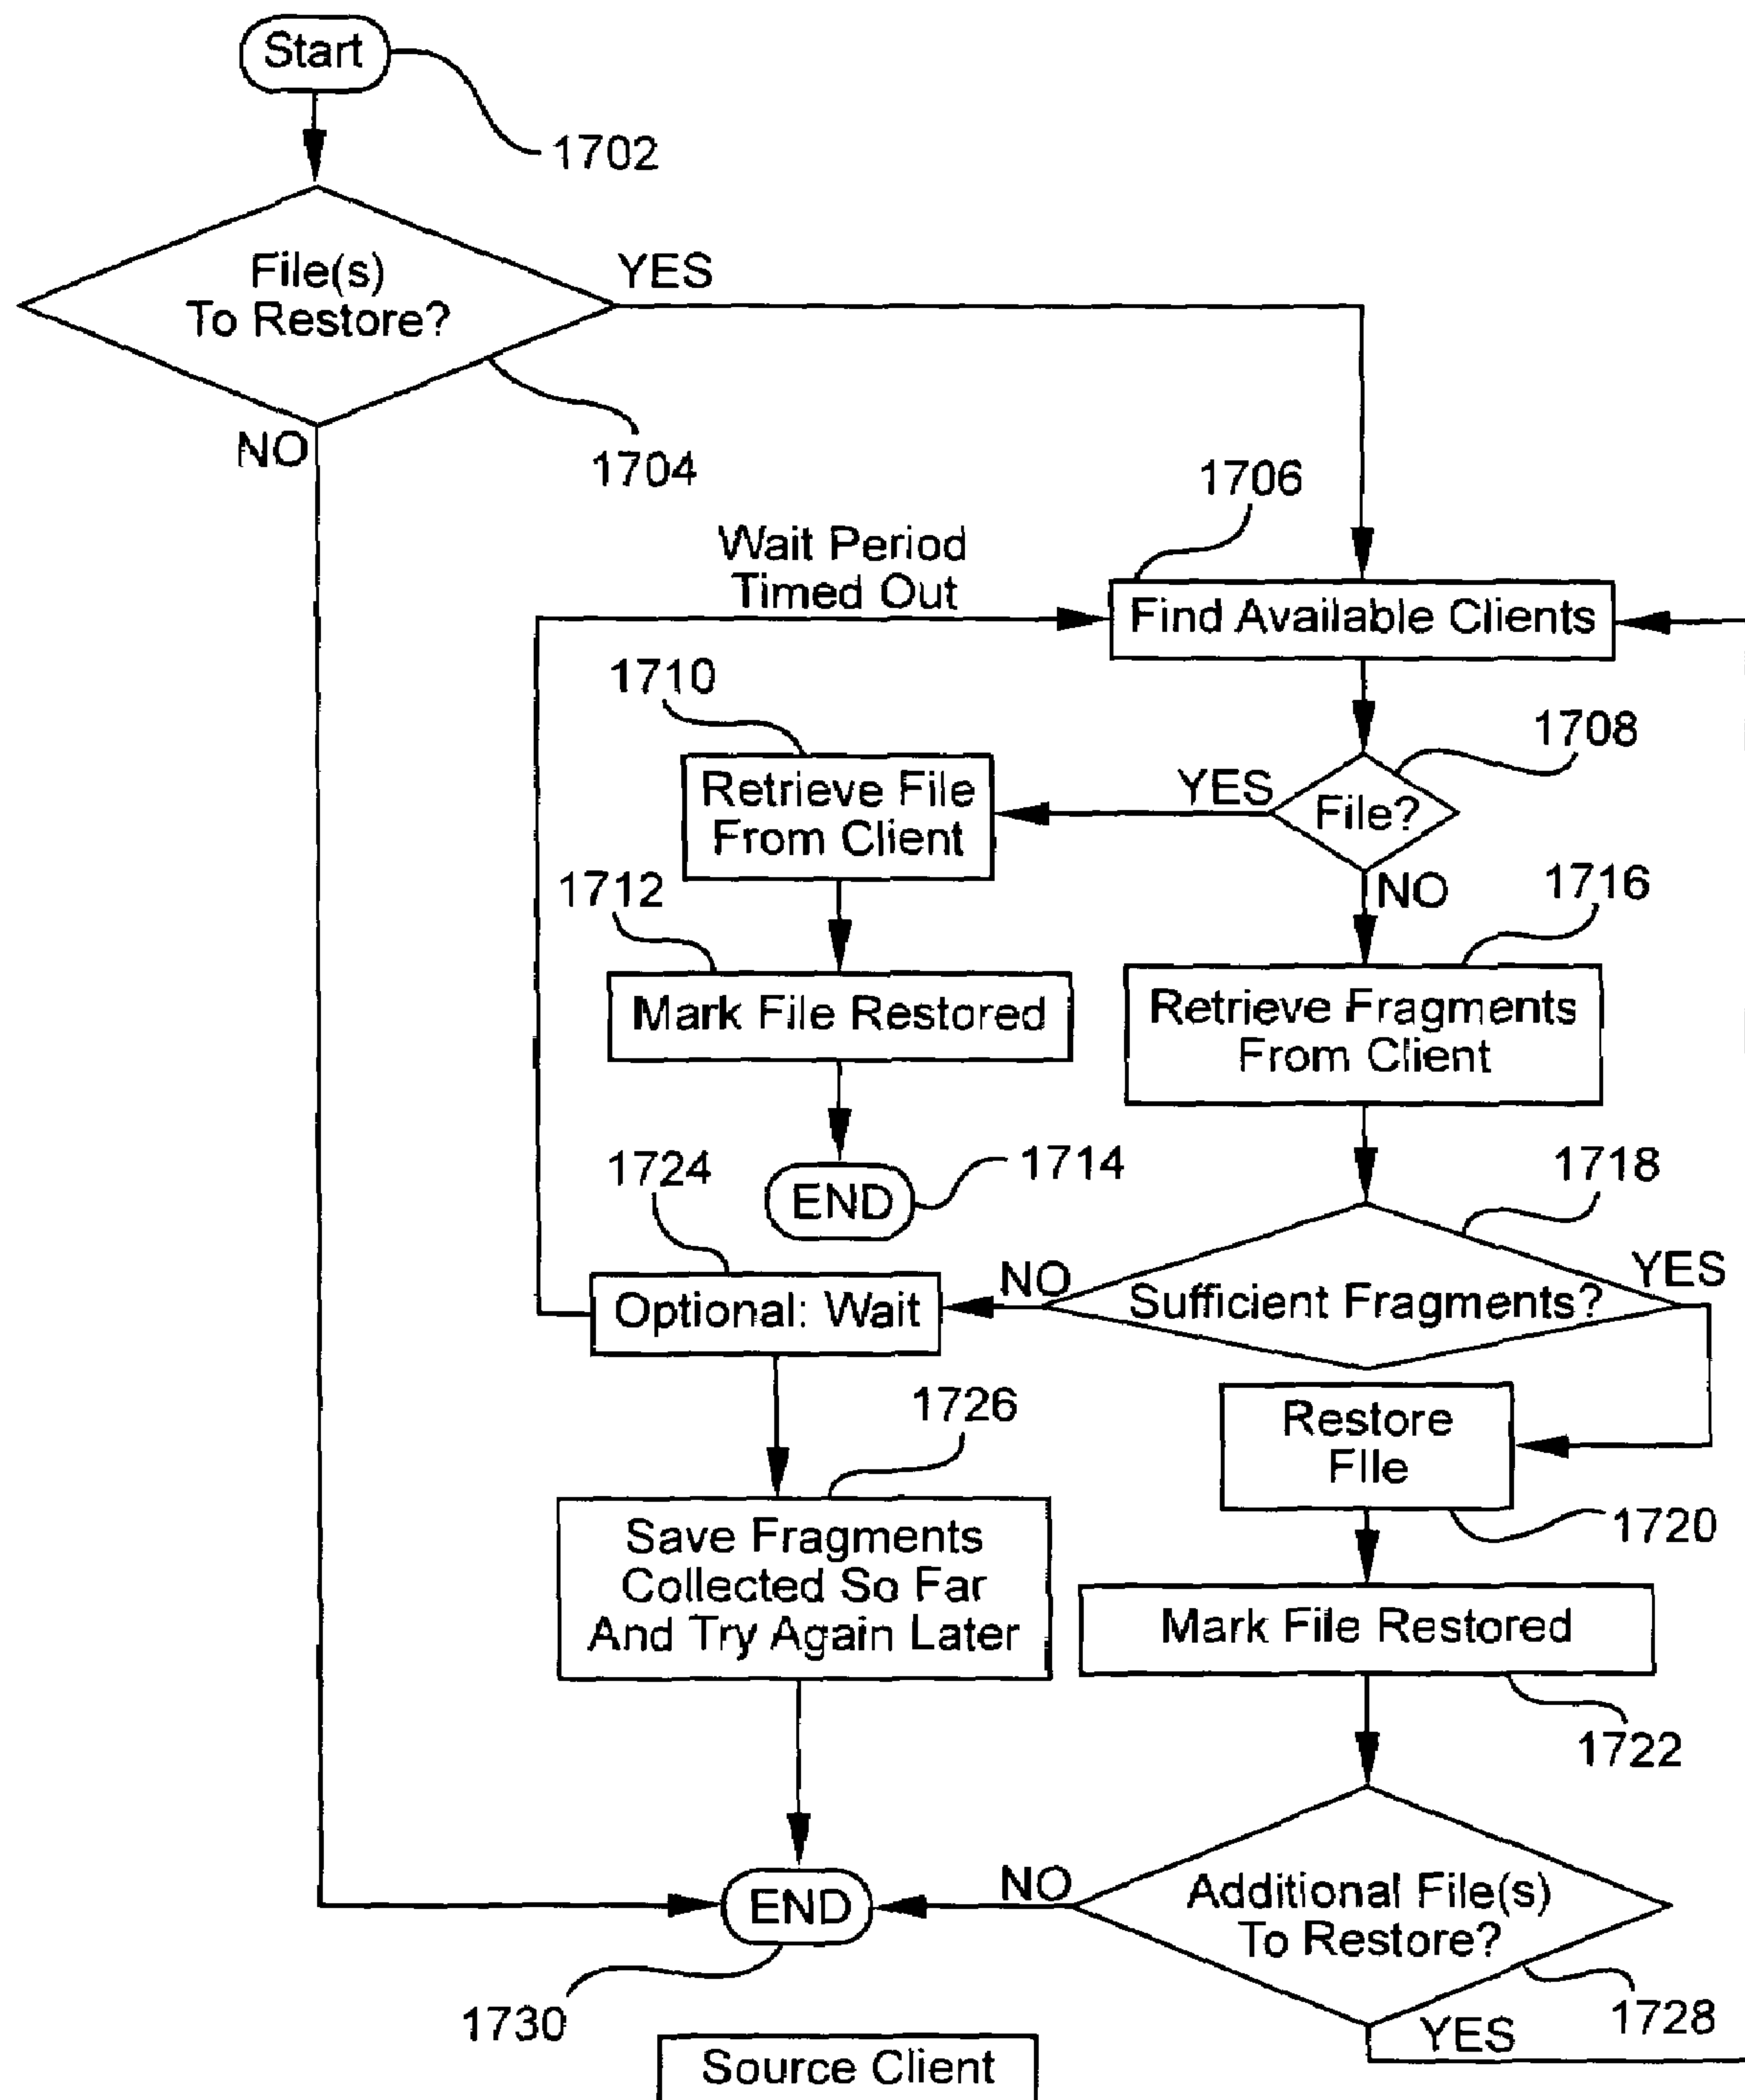 Start
1702
File(s)
To Restore?
YES
NO
1704
1706
Wait Period
Timed Out
Find Available Clients
1710
1708
Retrieve File
From Client
YES
File?
1712
NO
1716
Mark File Restored
Retrieve Fragments
From Client
1714
END
1724
1718
NO
YES
Optional: Wait
Sufficient Fragments?
1726
Restore
FIle
1720
Save Fragments
Collected So Far
And Try Again Later
Mark File Restored
1722
END
NO
Additional File(s)
To Restore?
1730
1728
YES
Source Client